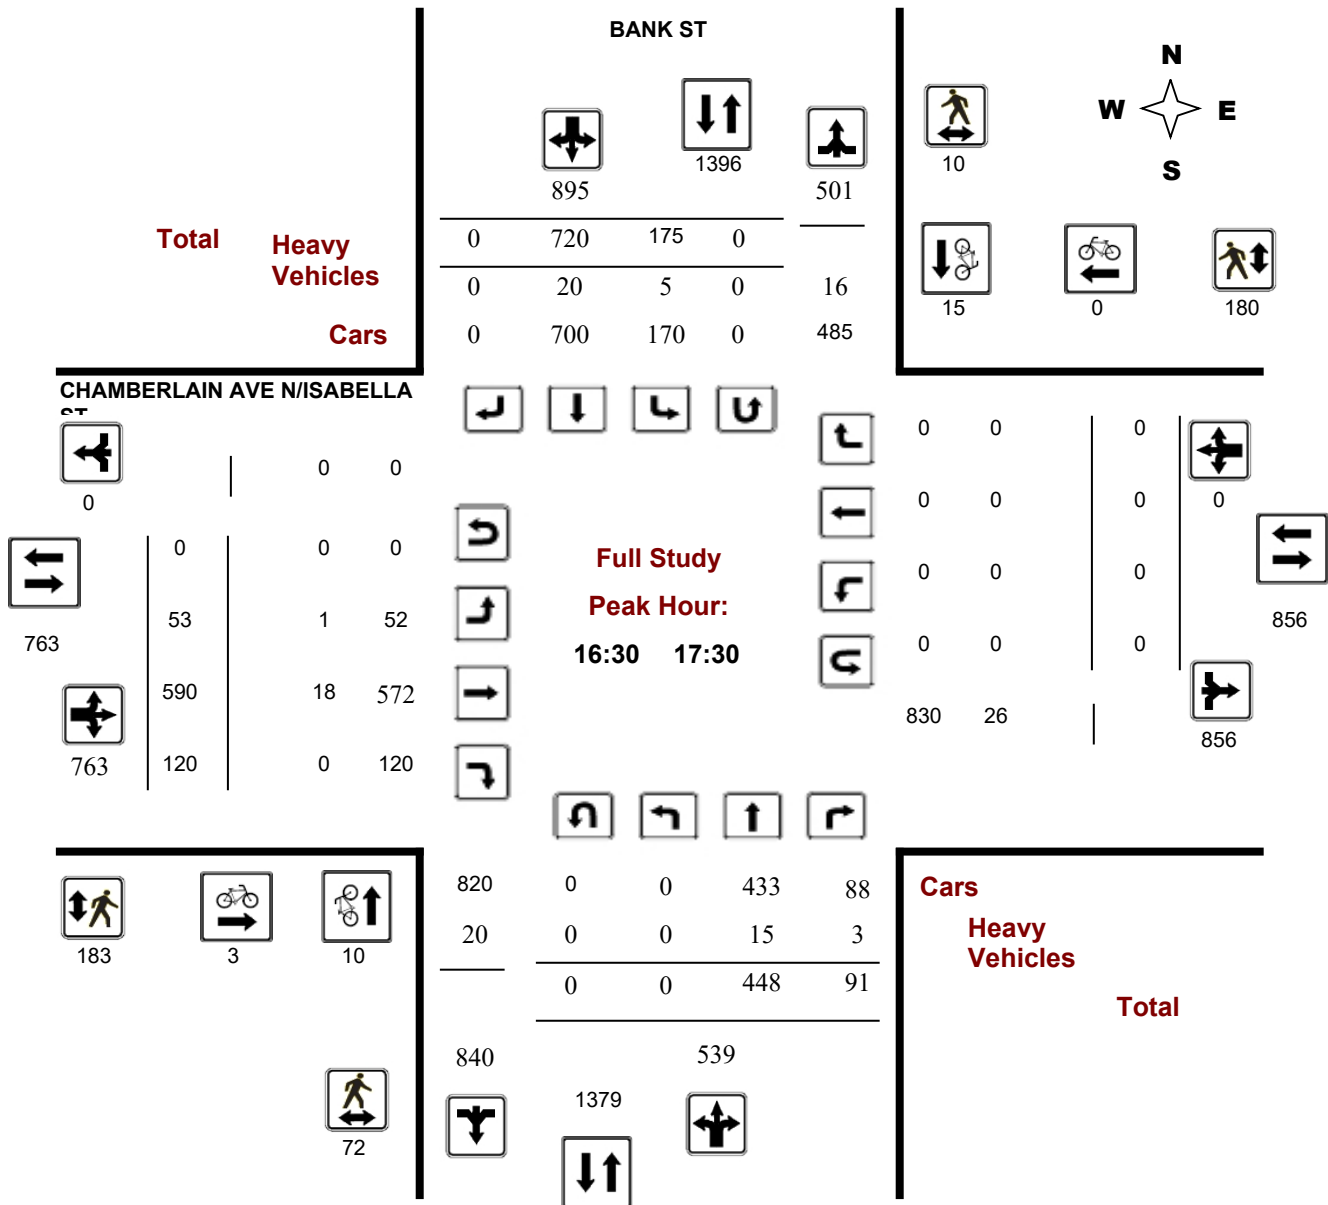 BANK ST
N
W E
S
1396
10
895
501
Total
Heavy
Vehicles
0 720 175 0
0 20 5 0 16
15 0 180
Cars
0 700 170 0 485
CHAMBERLAIN AVE N/ISABELLA
0 0 0
0 0
0
0 0 0 0
0 0 0
Full Study
0 0 0
Peak Hour:
53 1 52
856
763
16:30 17:30
0 0 0
590 18 572
830 26
856
763 120 0 120
820 0 0 433 88
Cars
20 0 0 15 3
Heavy
Vehicles
183 3 10
0 0 448 91
Total
840 539
1379
72